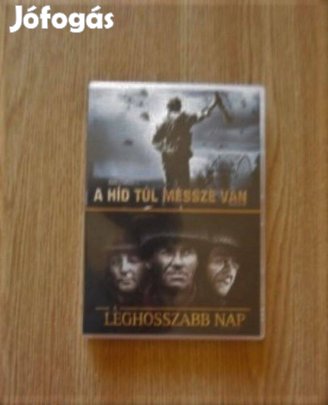 Jófogás
A HÍD TÚL MESSZE VAN
LEGHOSSZABB NAP